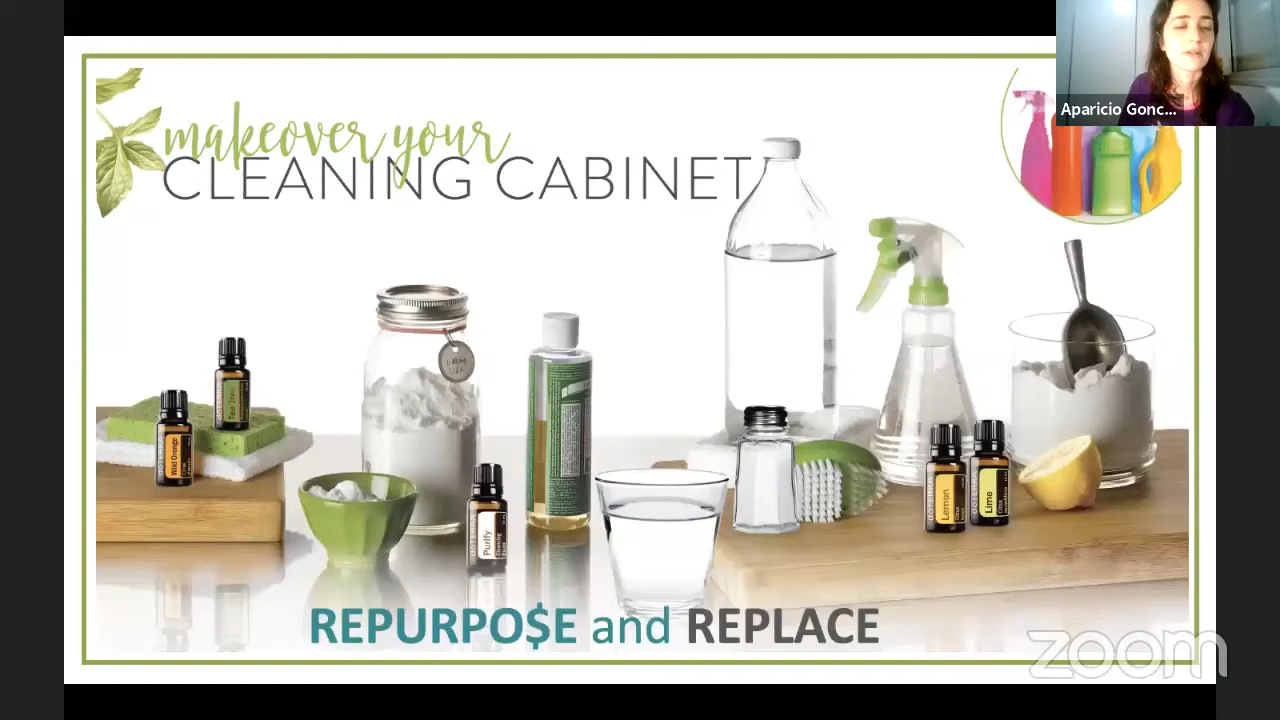 makeover your
CLEANING CABINET
Aparicio Gonc...
Tea Tree
Wild Orange
Purify
Lemon
Lime
REPURPO$E and REPLACE
zoom